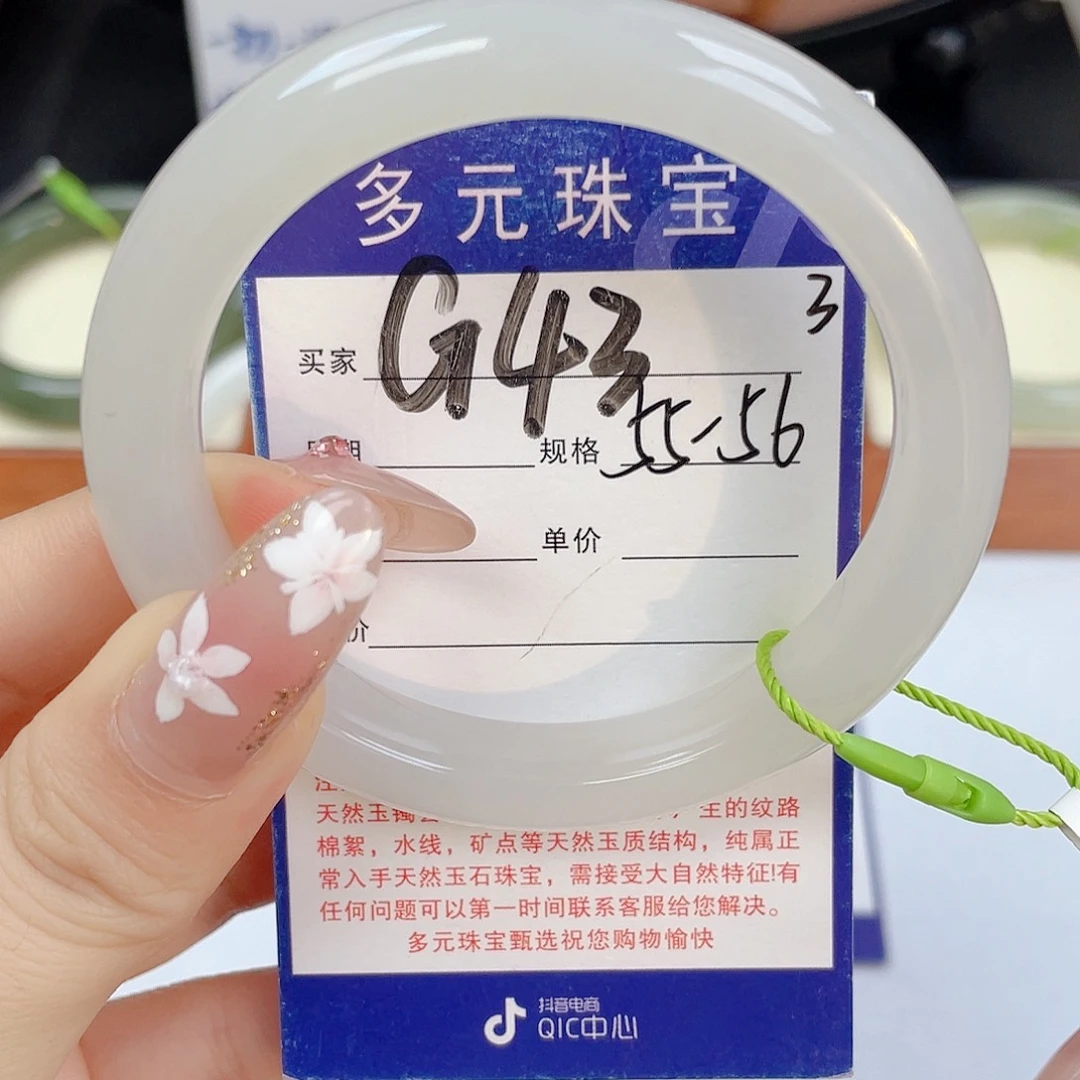 多元珠宝
3
买家 G43
期 规格 55-56
单价
价
天然玉镯 生的纹路
棉絮，水线，矿点等天然玉质结构，纯属正
常入手天然玉石珠宝，需接受大自然特征!有
任何问题可以第一时间联系客服给您解决。
多元珠宝甄选祝您购物愉快
抖音电商
QIC中心